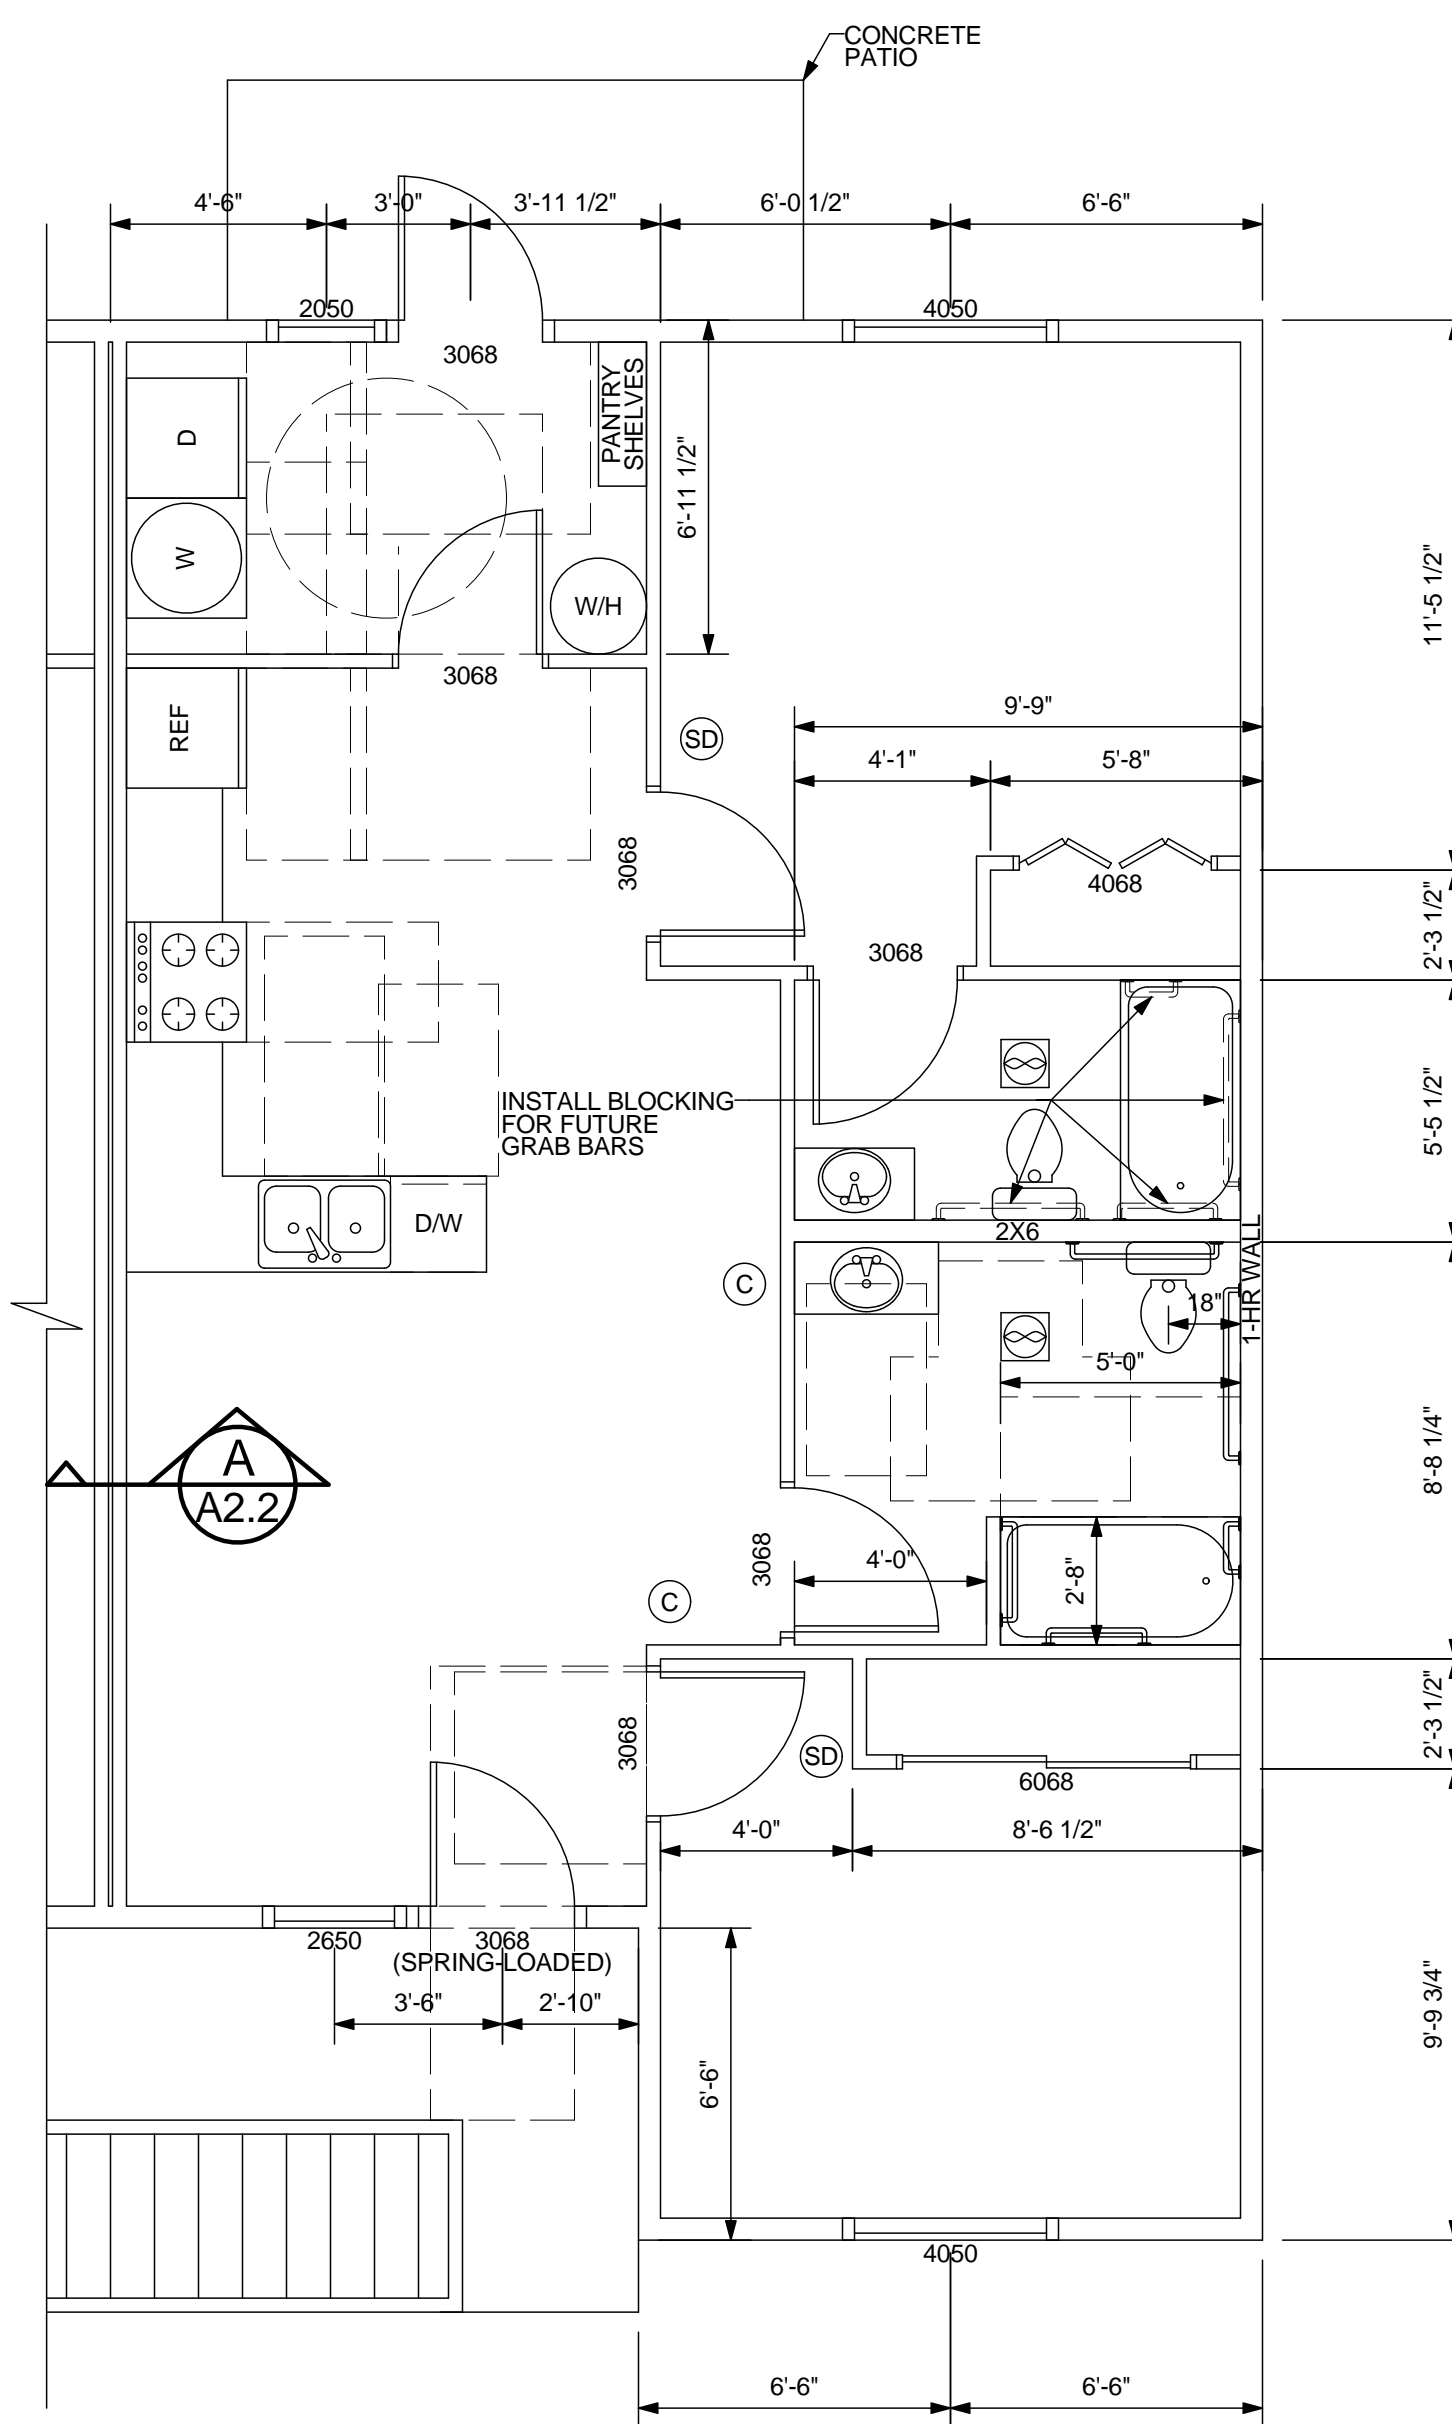 CONCRETE
PATIO
4'-6"
3'-0"
3'-11 1/2"
6'-0 1/2"
6'-6"
2050
4050
3068
PANTRY
SHELVES
D
6'-11 1/2"
W
W/H
11'-5 1/2"
3068
REF
SD
9'-9"
4'-1"
5'-8"
3068
4068
3068
2'-3 1/2"
INSTALL BLOCKING
FOR FUTURE
GRAB BARS
5'-5 1/2"
D/W
2X6
1-HR WALL
C
18"
5'-0"
A
A2.2
8'-8 1/4"
3068
4'-0"
2'-8"
C
3068
SD
2'-3 1/2"
6068
4'-0"
8'-6 1/2"
2650
3068
(SPRING-LOADED)
3'-6"
2'-10"
9'-9 3/4"
6'-6"
4050
6'-6"
6'-6"